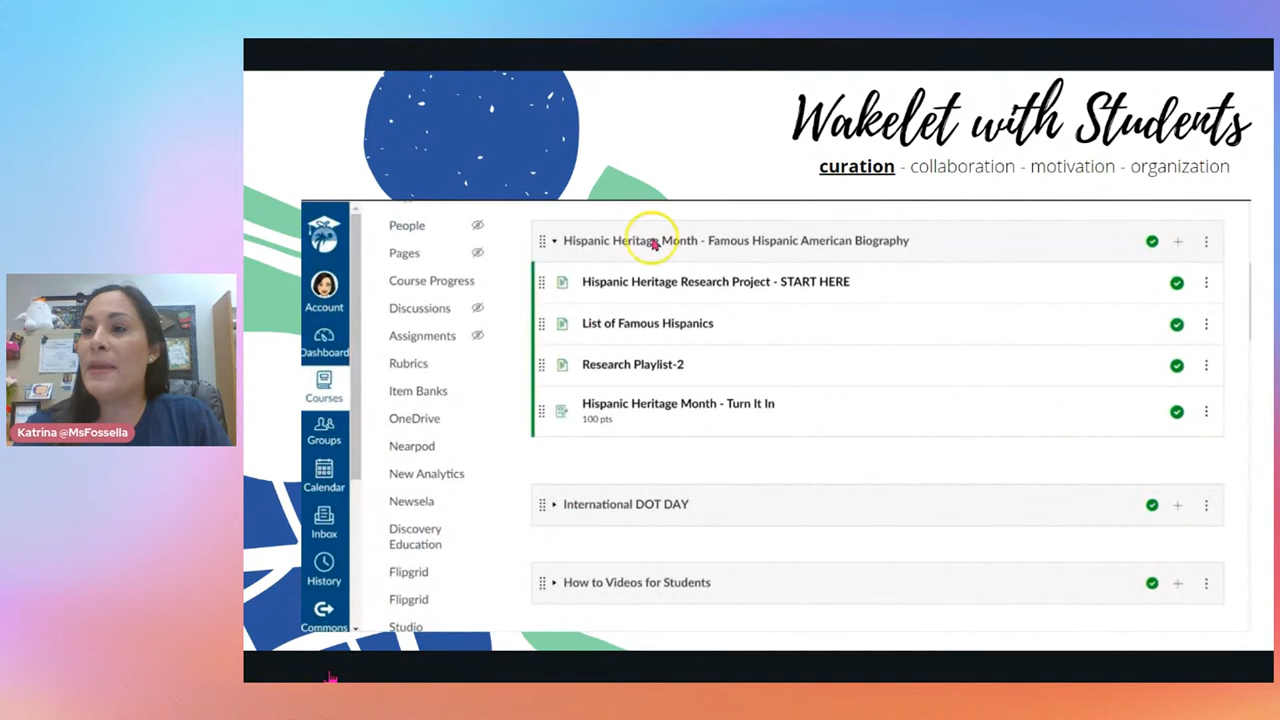 Wakelet with Students
curation - collaboration - motivation - organization
Account
Dashboard
Courses
Groups
Calendar
Inbox
History
Commons
People
Pages
Course Progress
Discussions
Assignments
Rubrics
Item Banks
OneDrive
Nearpod
New Analytics
Newsela
Discovery
Education
Flipgrid
Flipgrid
Studio
Hispanic Heritage Month - Famous Hispanic American Biography
Hispanic Heritage Research Project - START HERE
List of Famous Hispanics
Research Playlist-2
Hispanic Heritage Month - Turn It In
100 pts
International DOT DAY
How to Videos for Students
Katrina @MsFossella